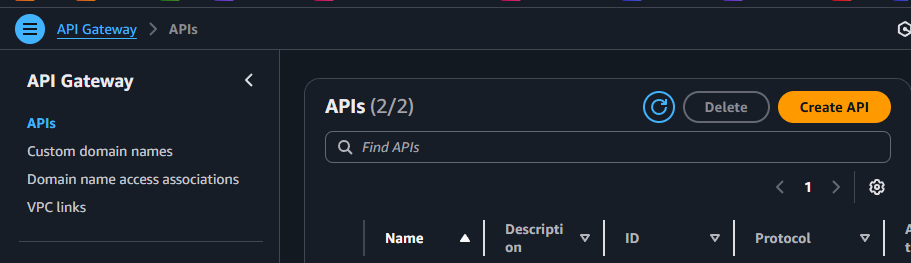 API Gateway > APIs
API Gateway
APIs
Custom domain names
Domain name access associations
VPC links
APIs (2/2)
Delete
Create API
Find APIs
1
Name
Descripti
on
ID
Protocol